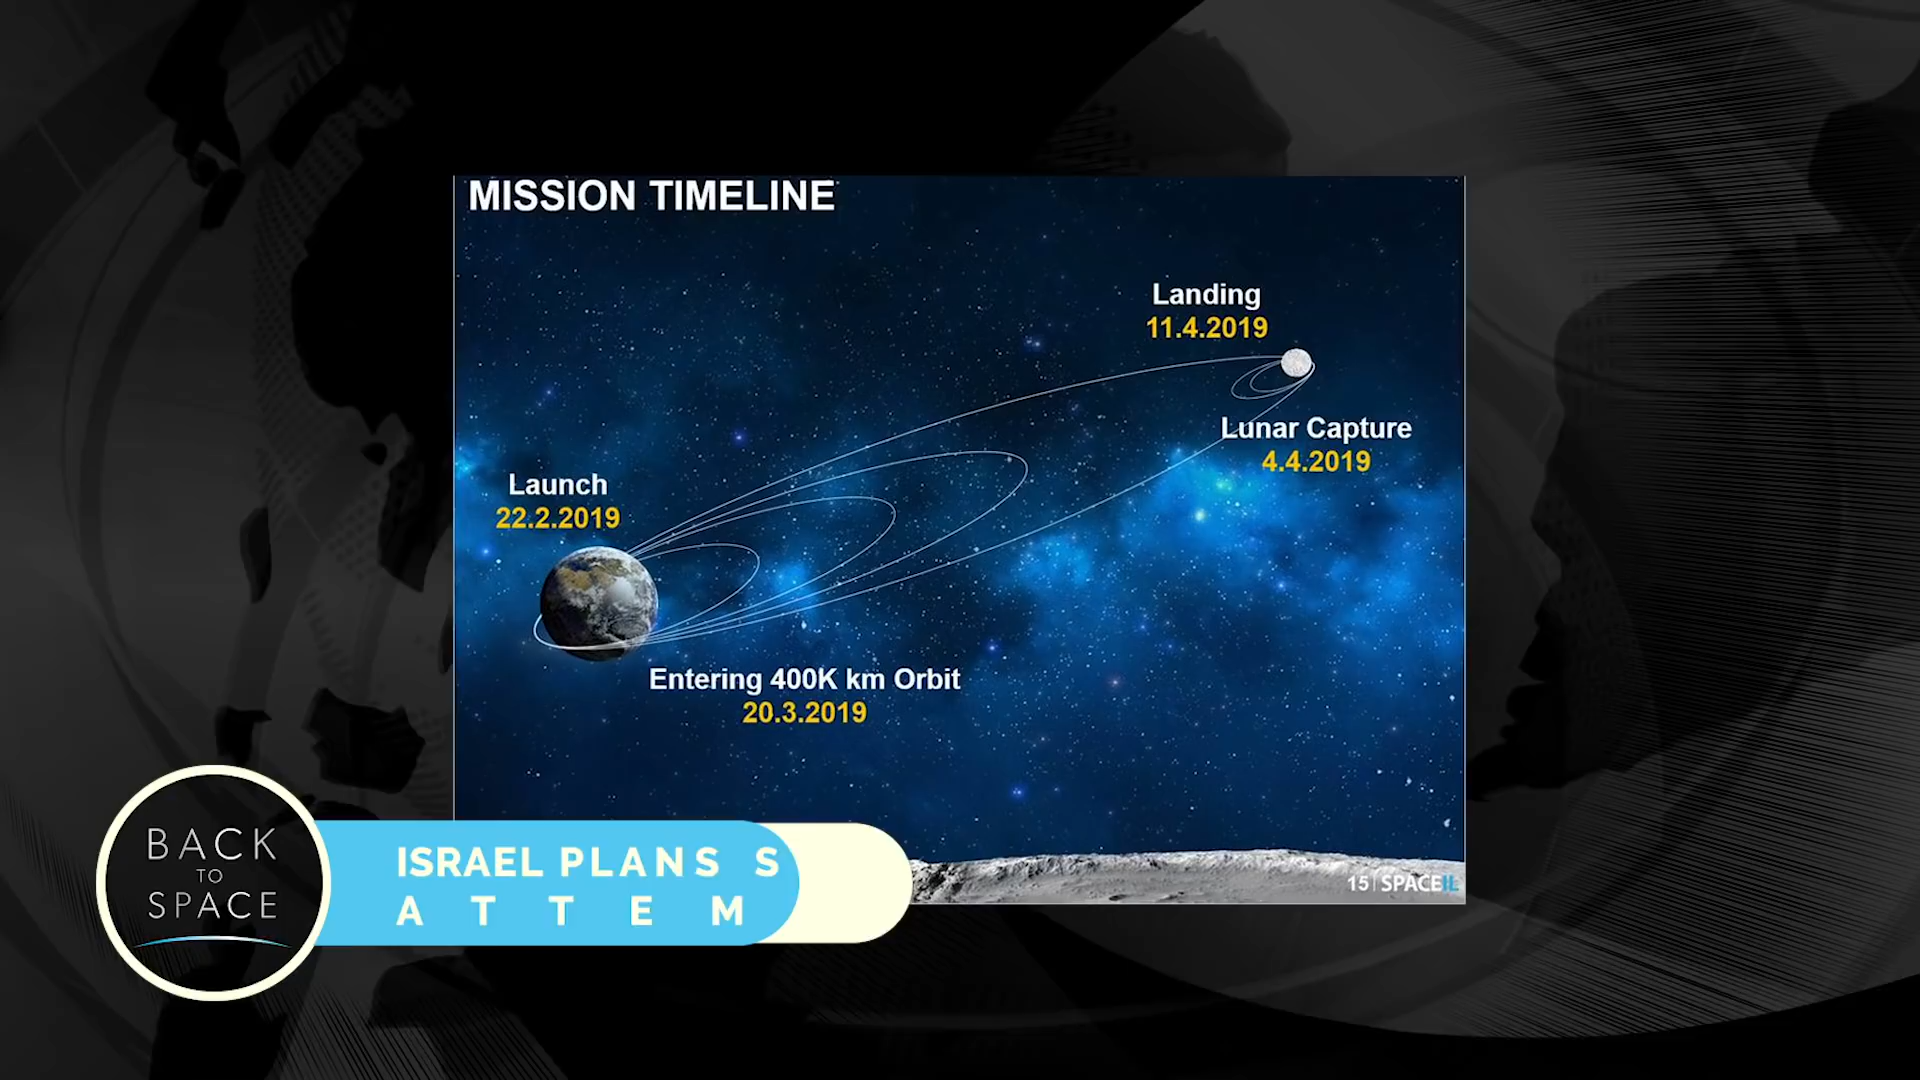 MISSION TIMELINE
Landing
11.4.2019
Lunar Capture
4.4.2019
Launch
22.2.2019
Entering 400K km Orbit
20.3.2019
15 | SPACEIL
BACK
TO
SPACE
ISRAEL PLANS S
ATTEM